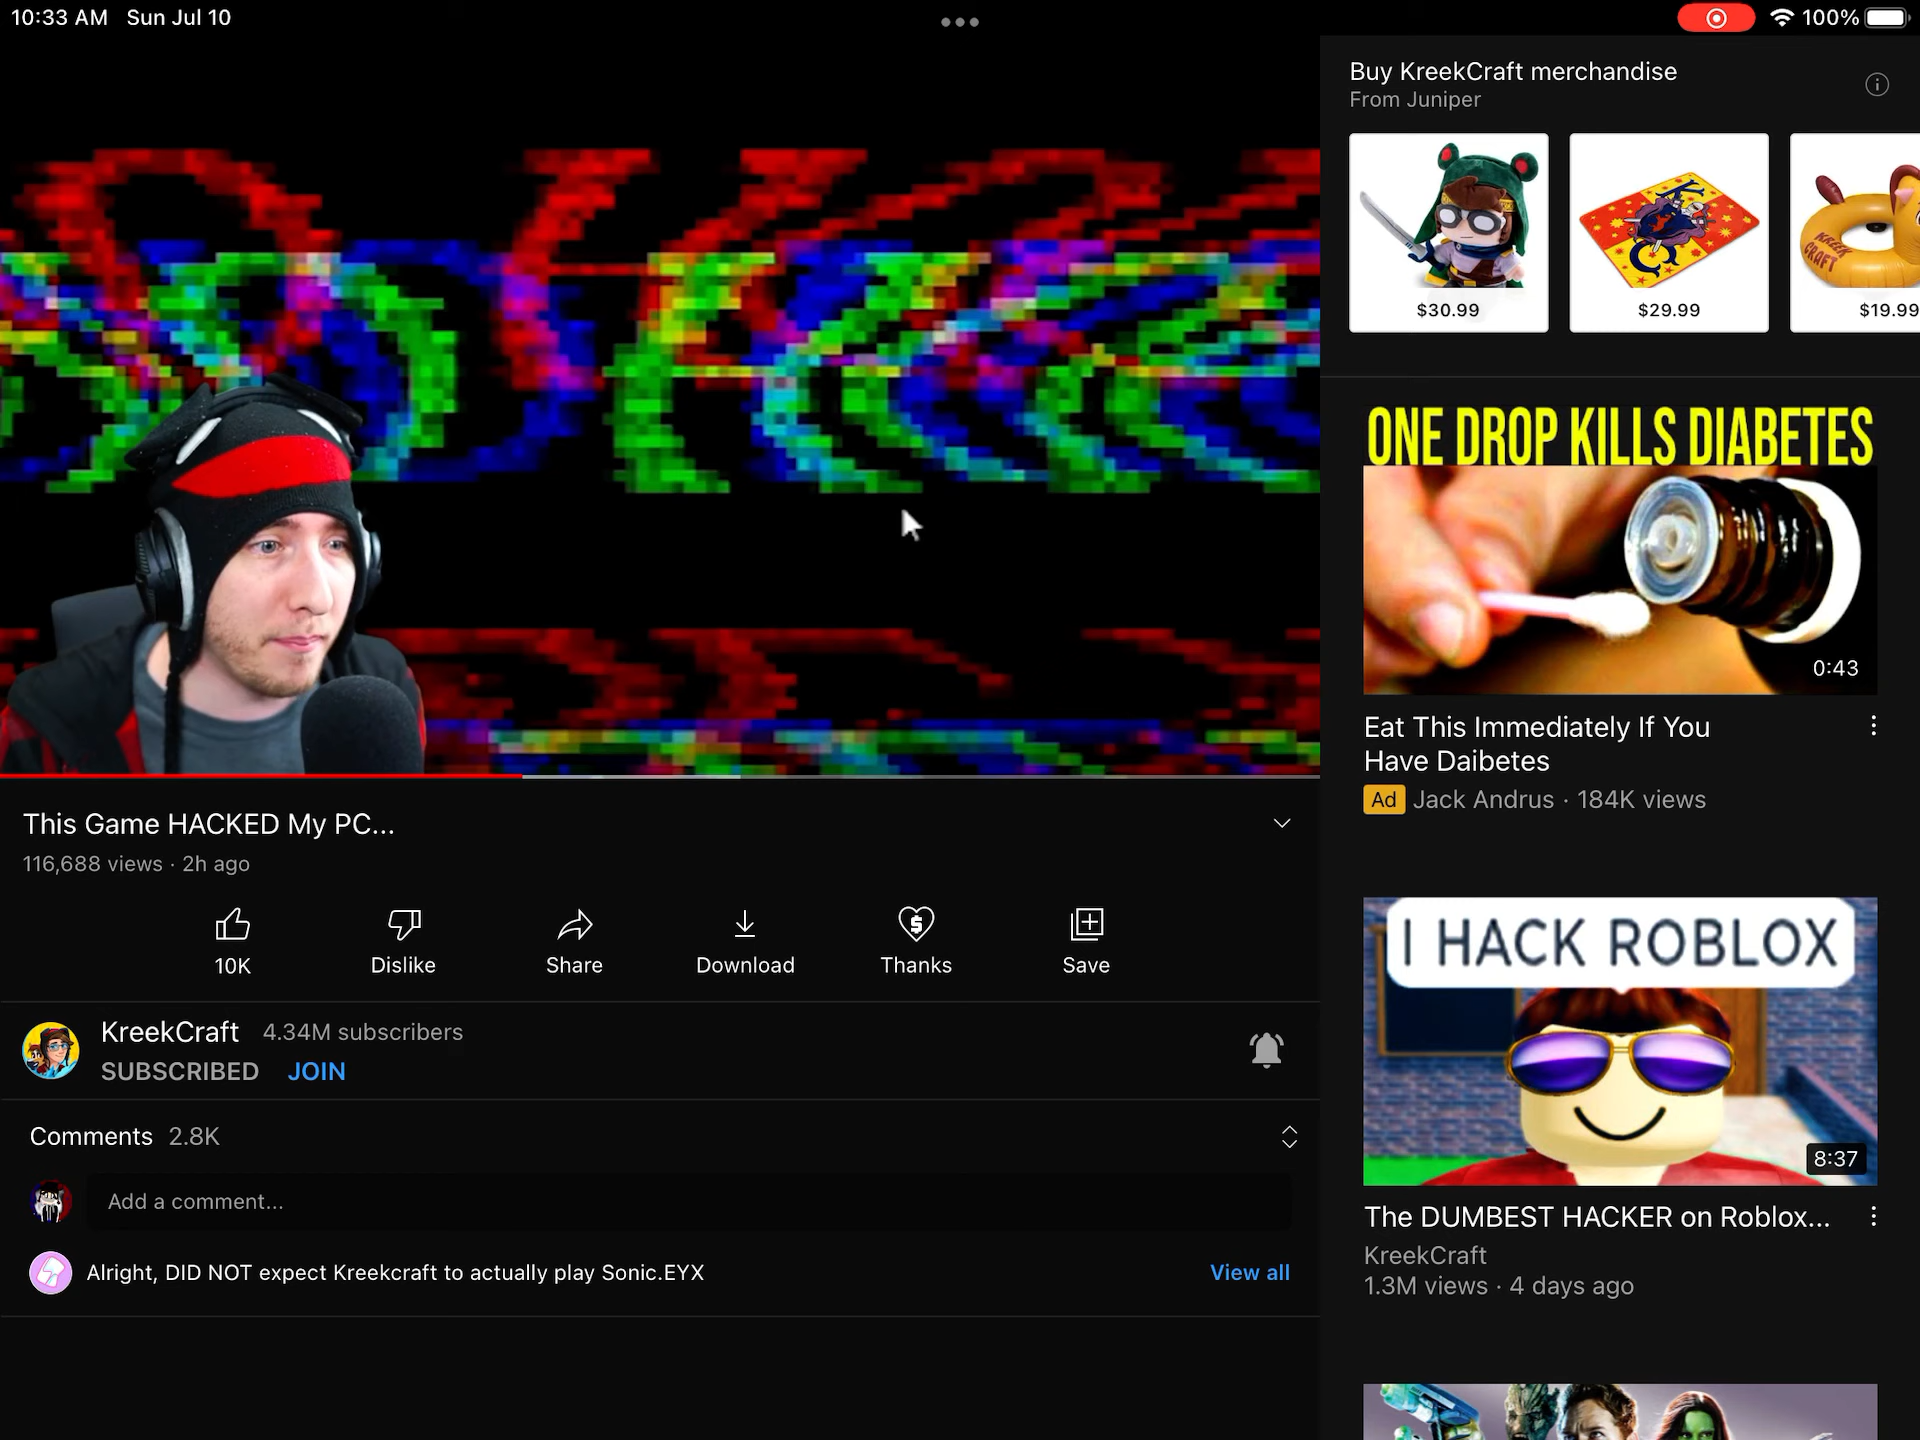 10:33 AM Sun Jul 10
100%
This Game HACKED My PC...
116,688 views · 2h ago
10K
Dislike
Share
Download
Thanks
Save
KreekCraft 4.34M subscribers
SUBSCRIBED JOIN
Comments 2.8K
Add a comment...
Alright, DID NOT expect Kreekcraft to actually play Sonic.EYX
View all
Buy KreekCraft merchandise
From Juniper
$30.99
$29.99
KREEK
CRAFT
$19.99
ONE DROP KILLS DIABETES
0:43
Eat This Immediately If You
Have Daibetes
Ad Jack Andrus · 184K views
I HACK ROBLOX
8:37
The DUMBEST HACKER on Roblox...
KreekCraft
1.3M views · 4 days ago